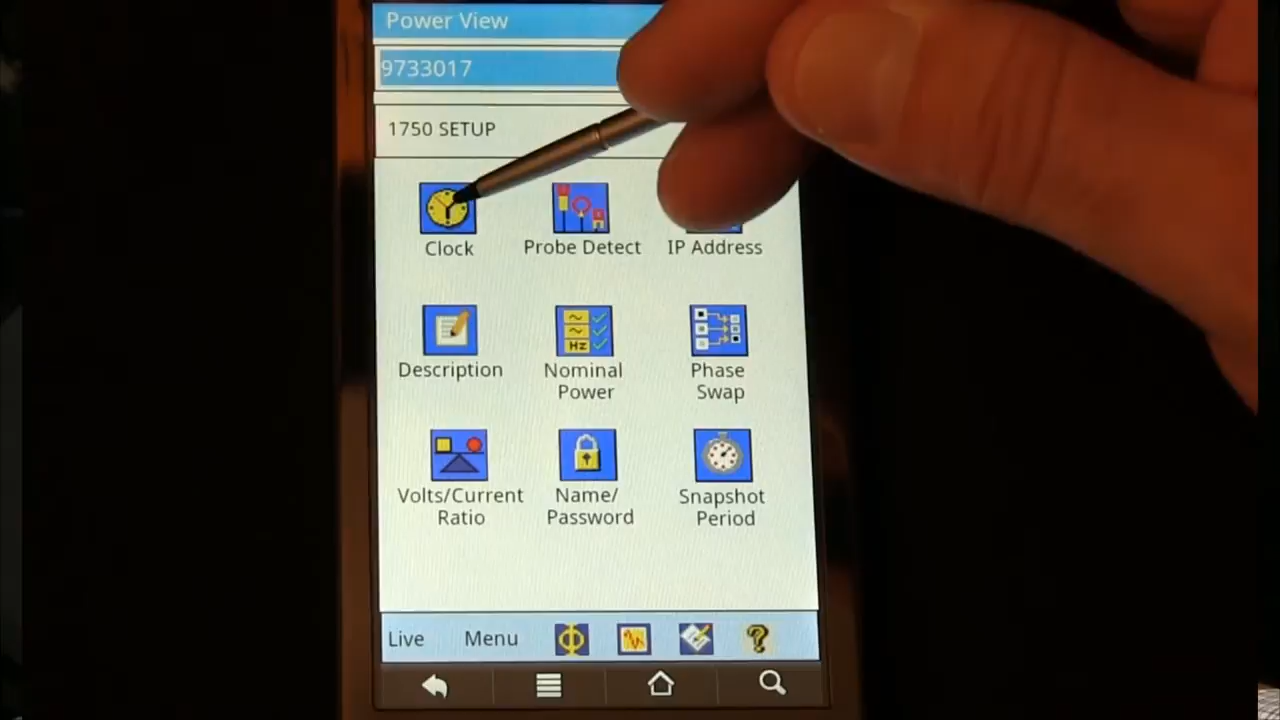 Power View
9733017
1750 SETUP
Clock Probe Detect IP Address
Description Nominal Power Phase Swap
Volts/Current Ratio Name/ Password Snapshot Period
Live Menu